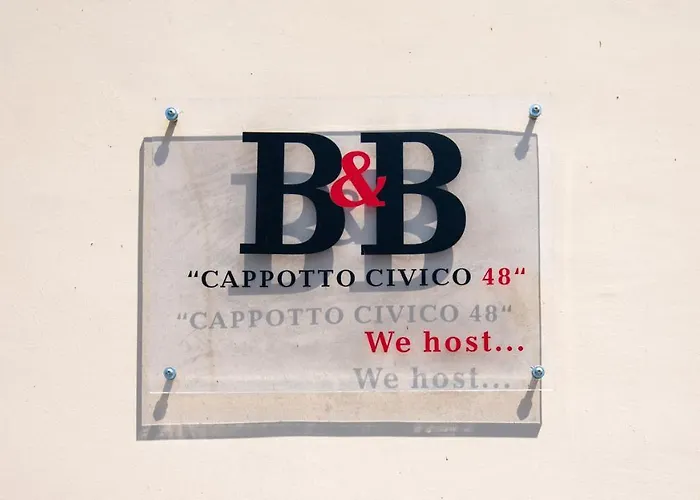 B&B
“CAPPOTTO CIVICO 48“
We host...